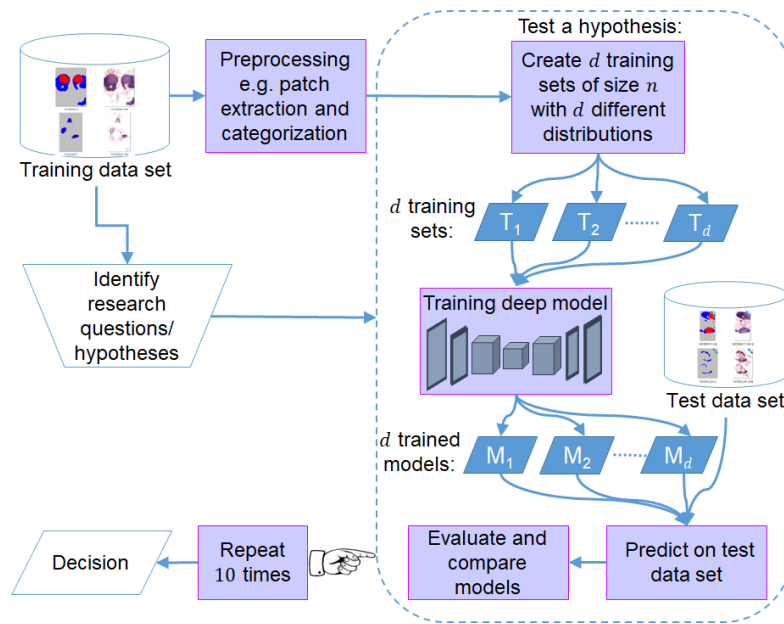 Test a hypothesis:
Training data set
Preprocessing
e.g. patch
extraction and
categorization
Create d training
sets of size n
with d different
distributions
d training
sets:
T1
T2
........
Td
Identify
research
questions/
hypotheses
Training deep model
Test data set
d trained
models:
M1
M2
........
Md
Decision
Repeat
10 times
Evaluate and
compare
models
Predict on test
data set